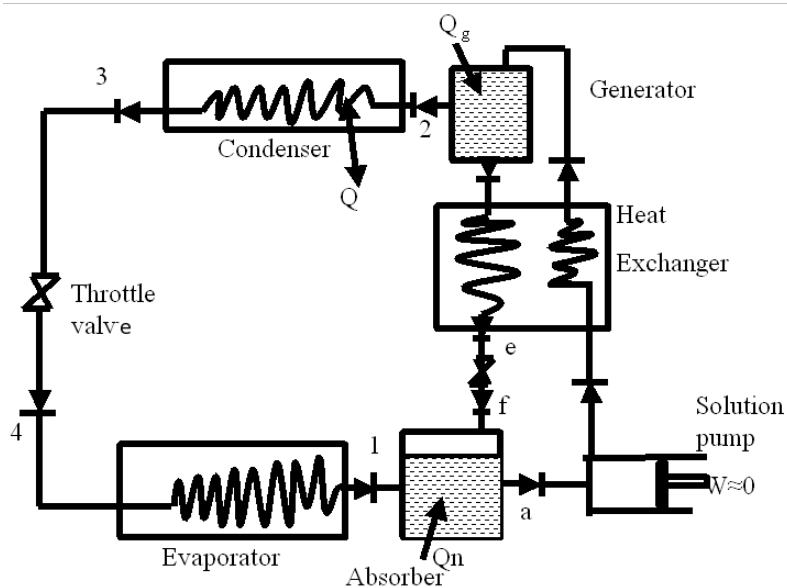 Q g
3
Generator
2
Condenser
Q
Heat
Exchanger
Throttle
valve
e
f
4
1
Solution
pump
W≈0
a
Evaporator
Qn
Absorber